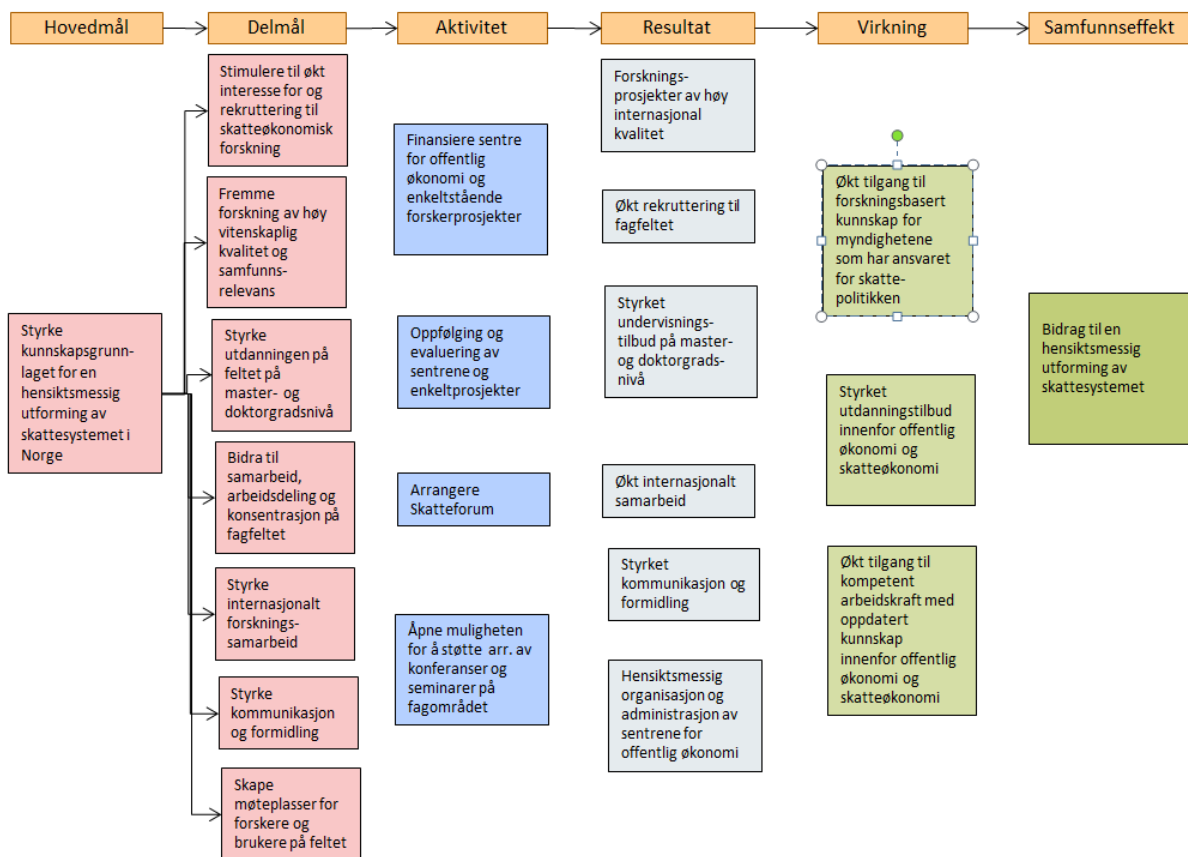 Hovedmål
Delmål
Aktivitet
Resultat
Virkning
Samfunnseffekt
Styrke
kunnskapsgrunn-
laget for en
hensiktsmessig
utforming av
skattesystemet i
Norge
Stimulere til økt
interesse for og
rekruttering til
skatteøkonomisk
forskning
Fremme
forskning av høy
vitenskaplig
kvalitet og
samfunns-
relevans
Styrke
utdanningen på
feltet på
master- og
doktorgradsnivå
Bidra til
samarbeid,
arbeidsdeling og
konsentrasjon på
fagfeltet
Styrke
internasjonalt
forsknings-
samarbeid
Styrke
kommunikasjon
og formidling
Skape
møteplasser for
forskere og
brukere på feltet
Finansiere sentre
for offentlig
økonomi og
enkeltstående
forskerprosjekter
Oppfølging og
evaluering av
sentrene og
enkeltprosjekter
Arrangere
Skatteforum
Åpne muligheten
for å støtte arr. av
konferanser og
seminarer på
fagområdet
Forsknings-
prosjekter av høy
internasjonal
kvalitet
Økt rekruttering til
fagfeltet
Styrket
undervisnings-
tilbud på master-
og doktorgrads-
nivå
Økt internasjonalt
samarbeid
Styrket
kommunikasjon og
formidling
Hensiktsmessig
organisasjon og
administrasjon av
sentrene for
offentlig økonomi
Økt tilgang til
forskningsbasert
kunnskap for
myndighetene
som har ansvaret
for skatte-
politikken
Styrket
utdanningstilbud
innenfor offentlig
økonomi og
skatteøkonomi
Økt tilgang til
kompetent
arbeidskraft med
oppdatert
kunnskap
innenfor offentlig
økonomi og
skatteøkonomi
Bidrag til en
hensiktsmessig
utforming av
skattesystemet